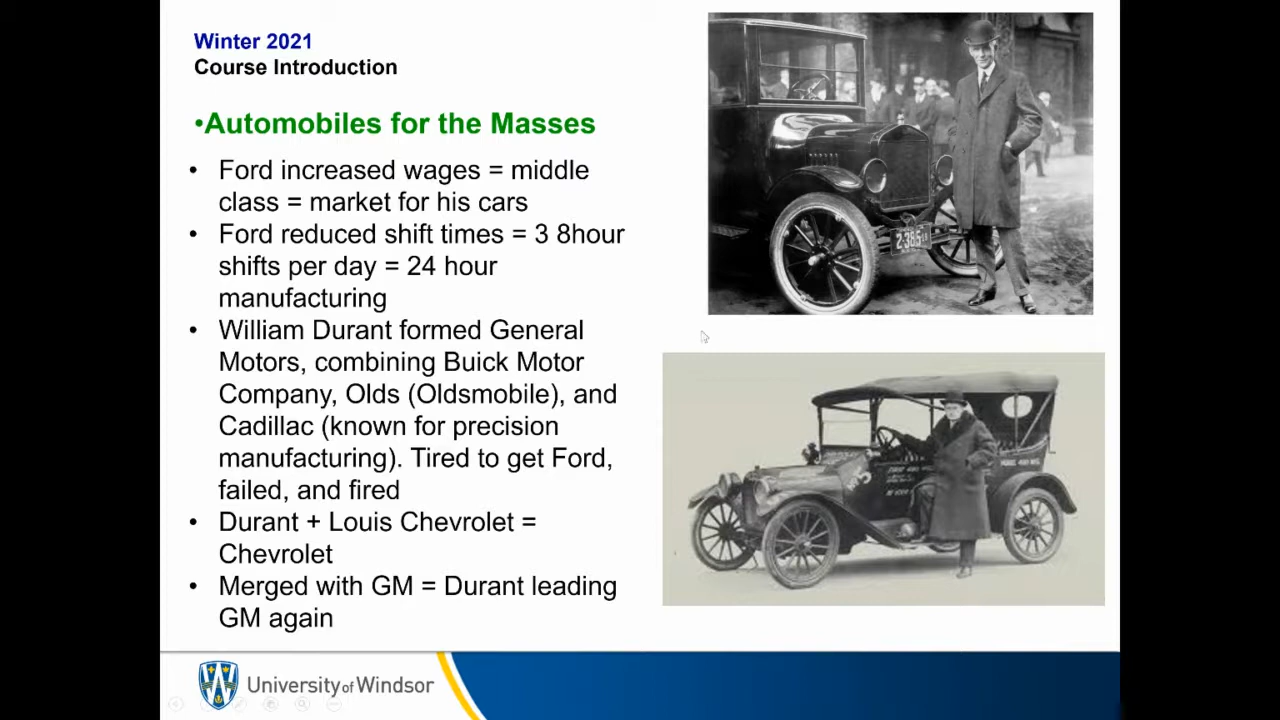 Winter 2021
Course Introduction
•Automobiles for the Masses
• Ford increased wages = middle
class = market for his cars
• Ford reduced shift times = 3 8hour
shifts per day = 24 hour
manufacturing
• William Durant formed General
Motors, combining Buick Motor
Company, Olds (Oldsmobile), and
Cadillac (known for precision
manufacturing). Tired to get Ford,
failed, and fired
• Durant + Louis Chevrolet =
Chevrolet
• Merged with GM = Durant leading
GM again
2-385
University of Windsor